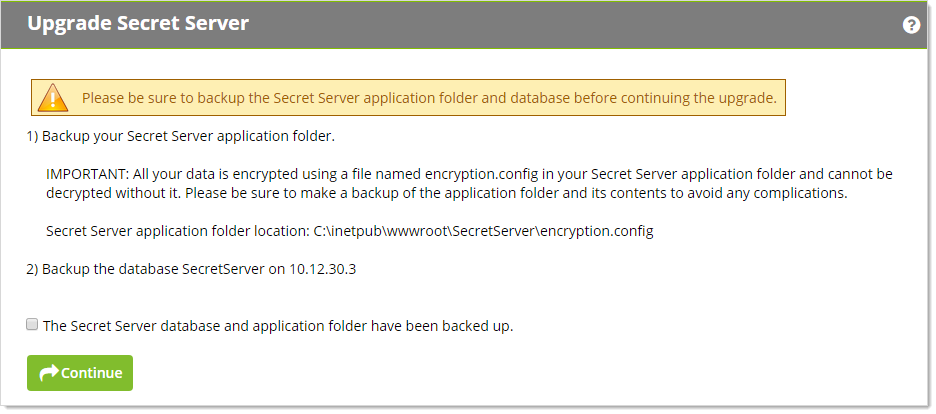 Upgrade Secret Server
?
Please be sure to backup the Secret Server application folder and database before continuing the upgrade.
1) Backup your Secret Server application folder.
IMPORTANT: All your data is encrypted using a file named encryption.config in your Secret Server application folder and cannot be
decrypted without it. Please be sure to make a backup of the application folder and its contents to avoid any complications.
Secret Server application folder location: C:\inetpub\wwwroot\SecretServer\encryption.config
2) Backup the database SecretServer on 10.12.30.3
The Secret Server database and application folder have been backed up.
Continue